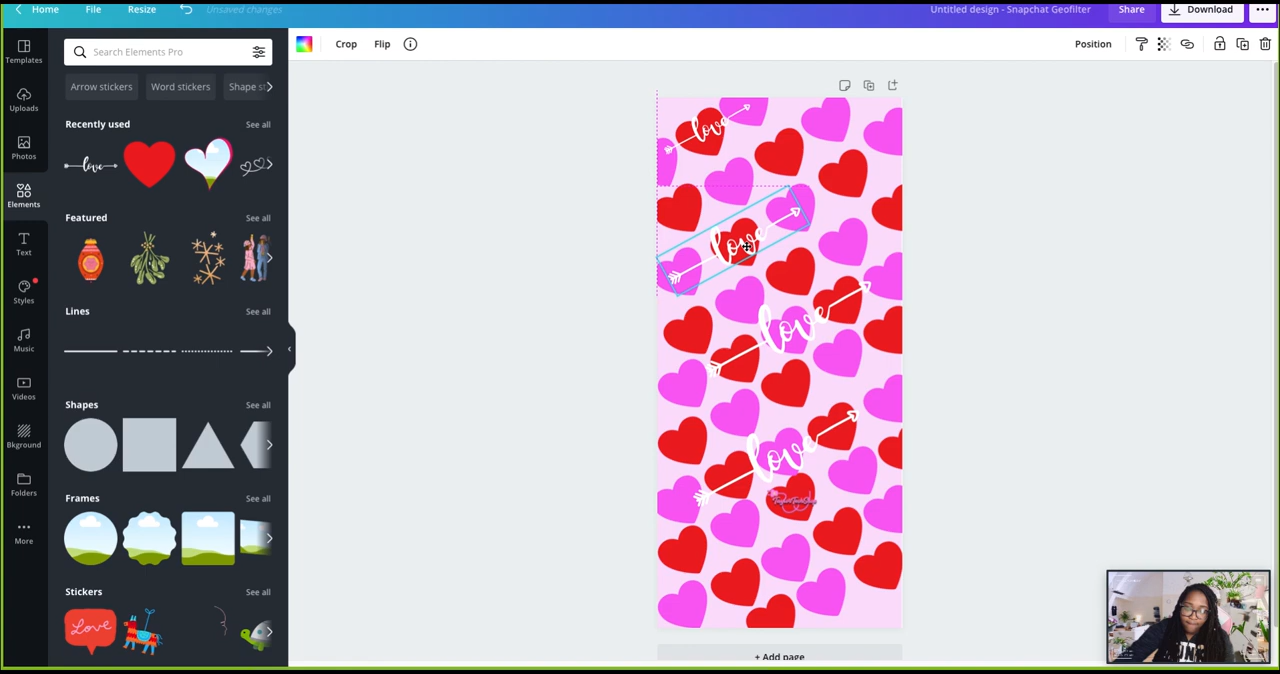 Home File Resize Unsaved changes Untitled design - Snapchat Geofilter Share Download
Templates
Uploads
Photos
Elements
Text
Styles
Music
Videos
Bkground
Folders
More
Search Elements Pro
Crop Flip Position
Arrow stickers Word stickers Shape st
Recently used See all
love
Featured See all
Lines See all
Shapes See all
Frames See all
Stickers See all
Love
love
love
love
love
+ Add page